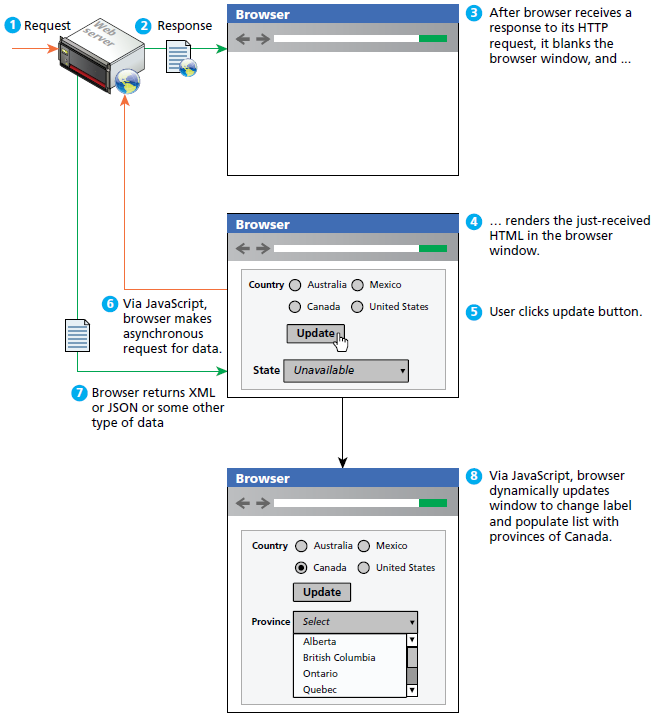 1 Request
Web
server
2 Response
Browser
3 After browser receives a
response to its HTTP
request, it blanks the
browser window, and ...
Browser
4 ... renders the just-received
HTML in the browser
window.
Country Australia Mexico
Canada United States
5 User clicks update button.
Update
State Unavailable
6 Via JavaScript,
browser makes
asynchronous
request for data.
7 Browser returns XML
or JSON or some other
type of data
Browser
8 Via JavaScript, browser
dynamically updates
window to change label
and populate list with
provinces of Canada.
Country Australia Mexico
Canada United States
Update
Province Select
Alberta
British Columbia
Ontario
Quebec